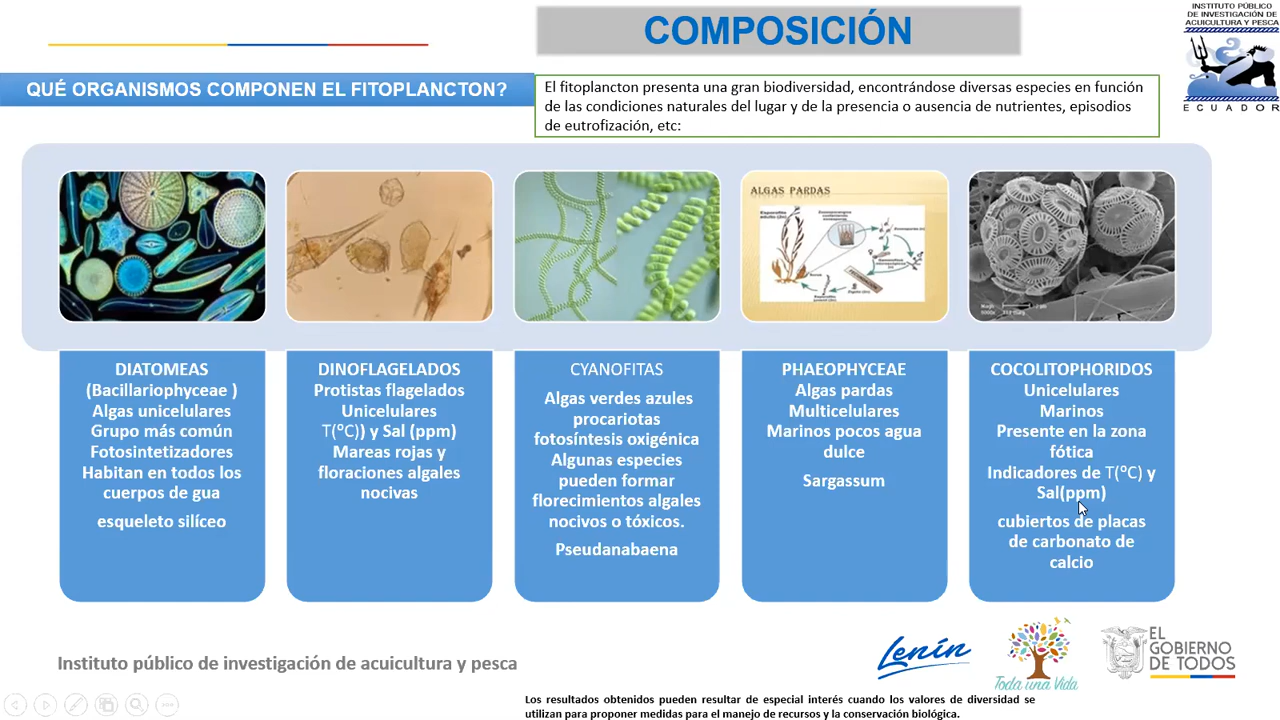 COMPOSICIÓN
INSTITUTO PÚBLICO
DE INVESTIGACIÓN DE
ACUICULTURA Y PESCA
ECUADOR
QUÉ ORGANISMOS COMPONEN EL FITOPLANCTON?
El fitoplancton presenta una gran biodiversidad, encontrándose diversas especies en función
de las condiciones naturales del lugar y de la presencia o ausencia de nutrientes, episodios
de eutrofización, etc:
ALGAS PARDAS
DIATOMEAS
(Bacillariophyceae )
Algas unicelulares
Grupo más común
Fotosintetizadores
Habitan en todos los
cuerpos de gua
esqueleto silíceo
DINOFLAGELADOS
Protistas flagelados
Unicelulares
T(ºC)) y Sal (ppm)
Mareas rojas y
floraciones algales
nocivas
CYANOFITAS
Algas verdes azules
procariotas
fotosíntesis oxigénica
Algunas especies
pueden formar
florecimientos algales
nocivos o tóxicos.
Pseudanabaena
PHAEOPHYCEAE
Algas pardas
Multicelulares
Marinos pocos agua
dulce
Sargassum
COCOLITOPHORIDOS
Unicelulares
Marinos
Presente en la zona
fótica
Indicadores de T(ºC) y
Sal(ppm)
cubiertos de placas
de carbonato de
calcio
Instituto público de investigación de acuicultura y pesca
Lenín
Toda una Vida
EL
GOBIERNO
DE TODOS
Los resultados obtenidos pueden resultar de especial interés cuando los valores de diversidad se
utilizan para proponer medidas para el manejo de recursos y la conservación biológica.